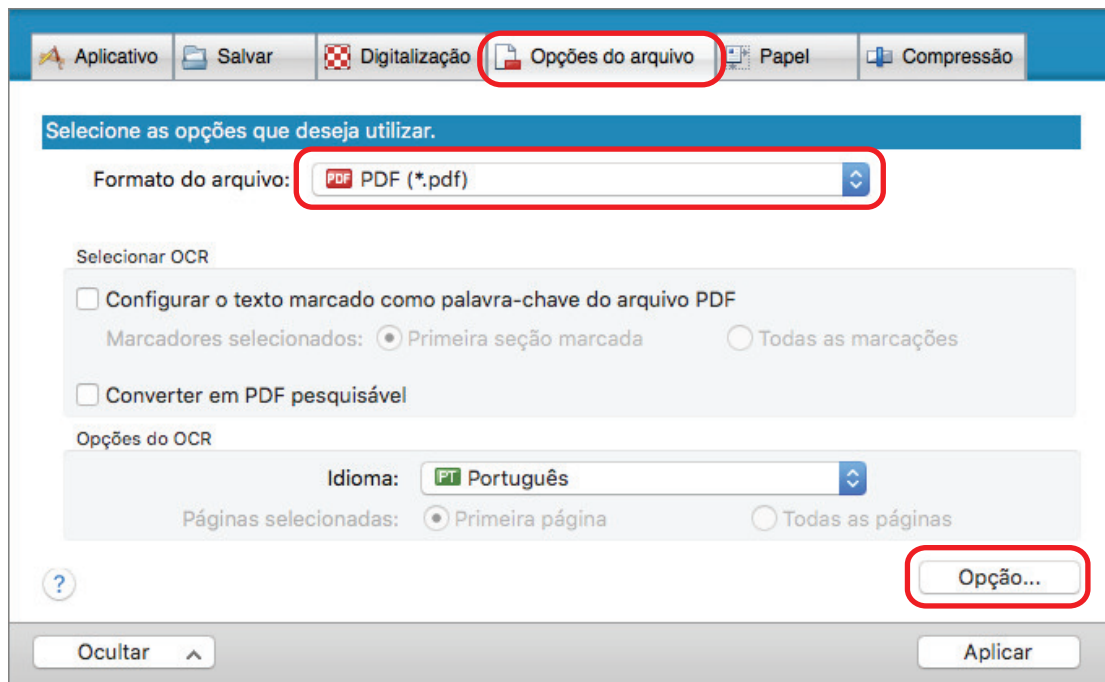 Aplicativo Salvar Digitalização Opções do arquivo Papel Compressão
Selecione as opções que deseja utilizar.
Formato do arquivo: PDF PDF (*.pdf)
Selecionar OCR
Configurar o texto marcado como palavra-chave do arquivo PDF
Marcadores selecionados: Primeira seção marcada Todas as marcações
Converter em PDF pesquisável
Opções do OCR
Idioma: PT Português
Páginas selecionadas: Primeira página Todas as páginas
? Opção...
Ocultar Aplicar